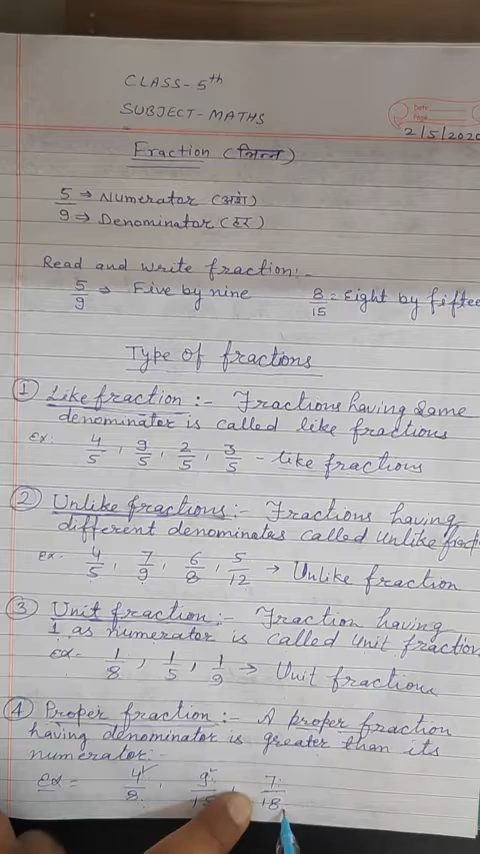 CLASS- 5th
SUBJECT- MATHS
Date
Page
2/5/2020
Fraction (भिन्न)
5/9 ⇒ Numerator (अंश)
⇒ Denominator (हर)
Read and write fraction:-
5/9 ⇒ Five by nine 8/15 = Eight by fiftee
Type of fractions
① Like fraction :- Fractions having same
denominator is called like fractions
ex: 4/5 , 9/5 , 2/5 , 3/5 - like fractions
② Unlike fractions:- Fractions having
different denominates called unlike fracti
ex- 4/5 , 7/9 , 6/8 , 5/12 → Unlike fraction
③ Unit fraction:- Fraction having
1 as numerator is called unit fraction
ex- 1/8 , 1/5 , 1/9 → Unit fractions
④ Proper fraction :- A proper fraction
having denominator is greater than its
numerator:-
ex= 4/8 , 9/15 , 7/18